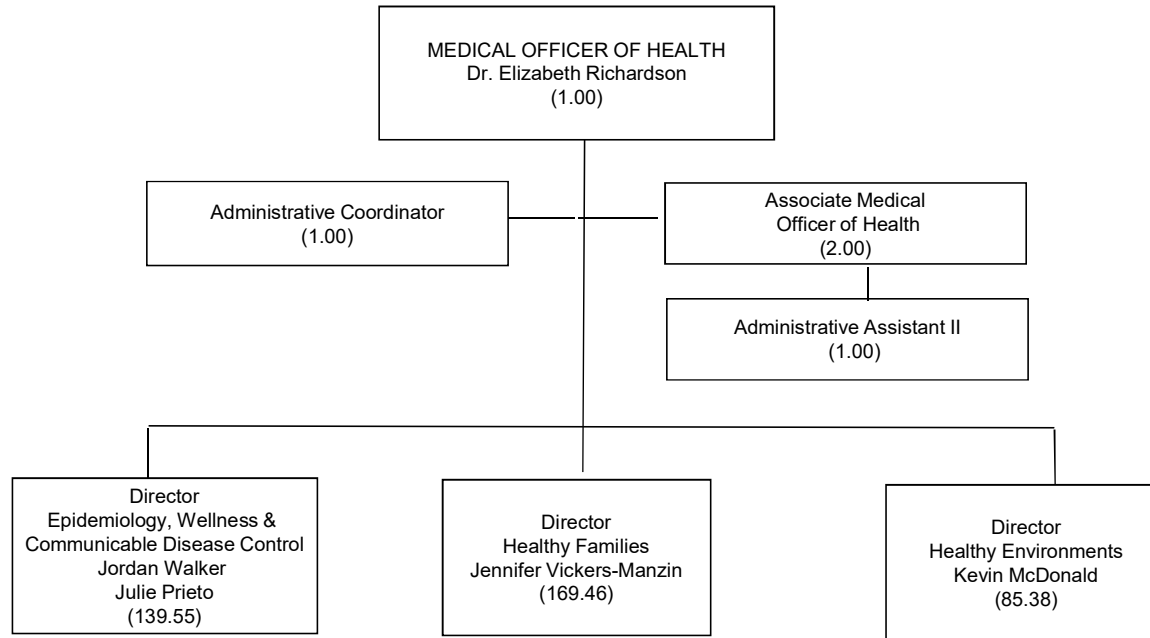 MEDICAL OFFICER OF HEALTH
Dr. Elizabeth Richardson
(1.00)
Administrative Coordinator
(1.00)
Associate Medical
Officer of Health
(2.00)
Administrative Assistant II
(1.00)
Director
Epidemiology, Wellness &
Communicable Disease Control
Jordan Walker
Julie Prieto
(139.55)
Director
Healthy Families
Jennifer Vickers-Manzin
(169.46)
Director
Healthy Environments
Kevin McDonald
(85.38)